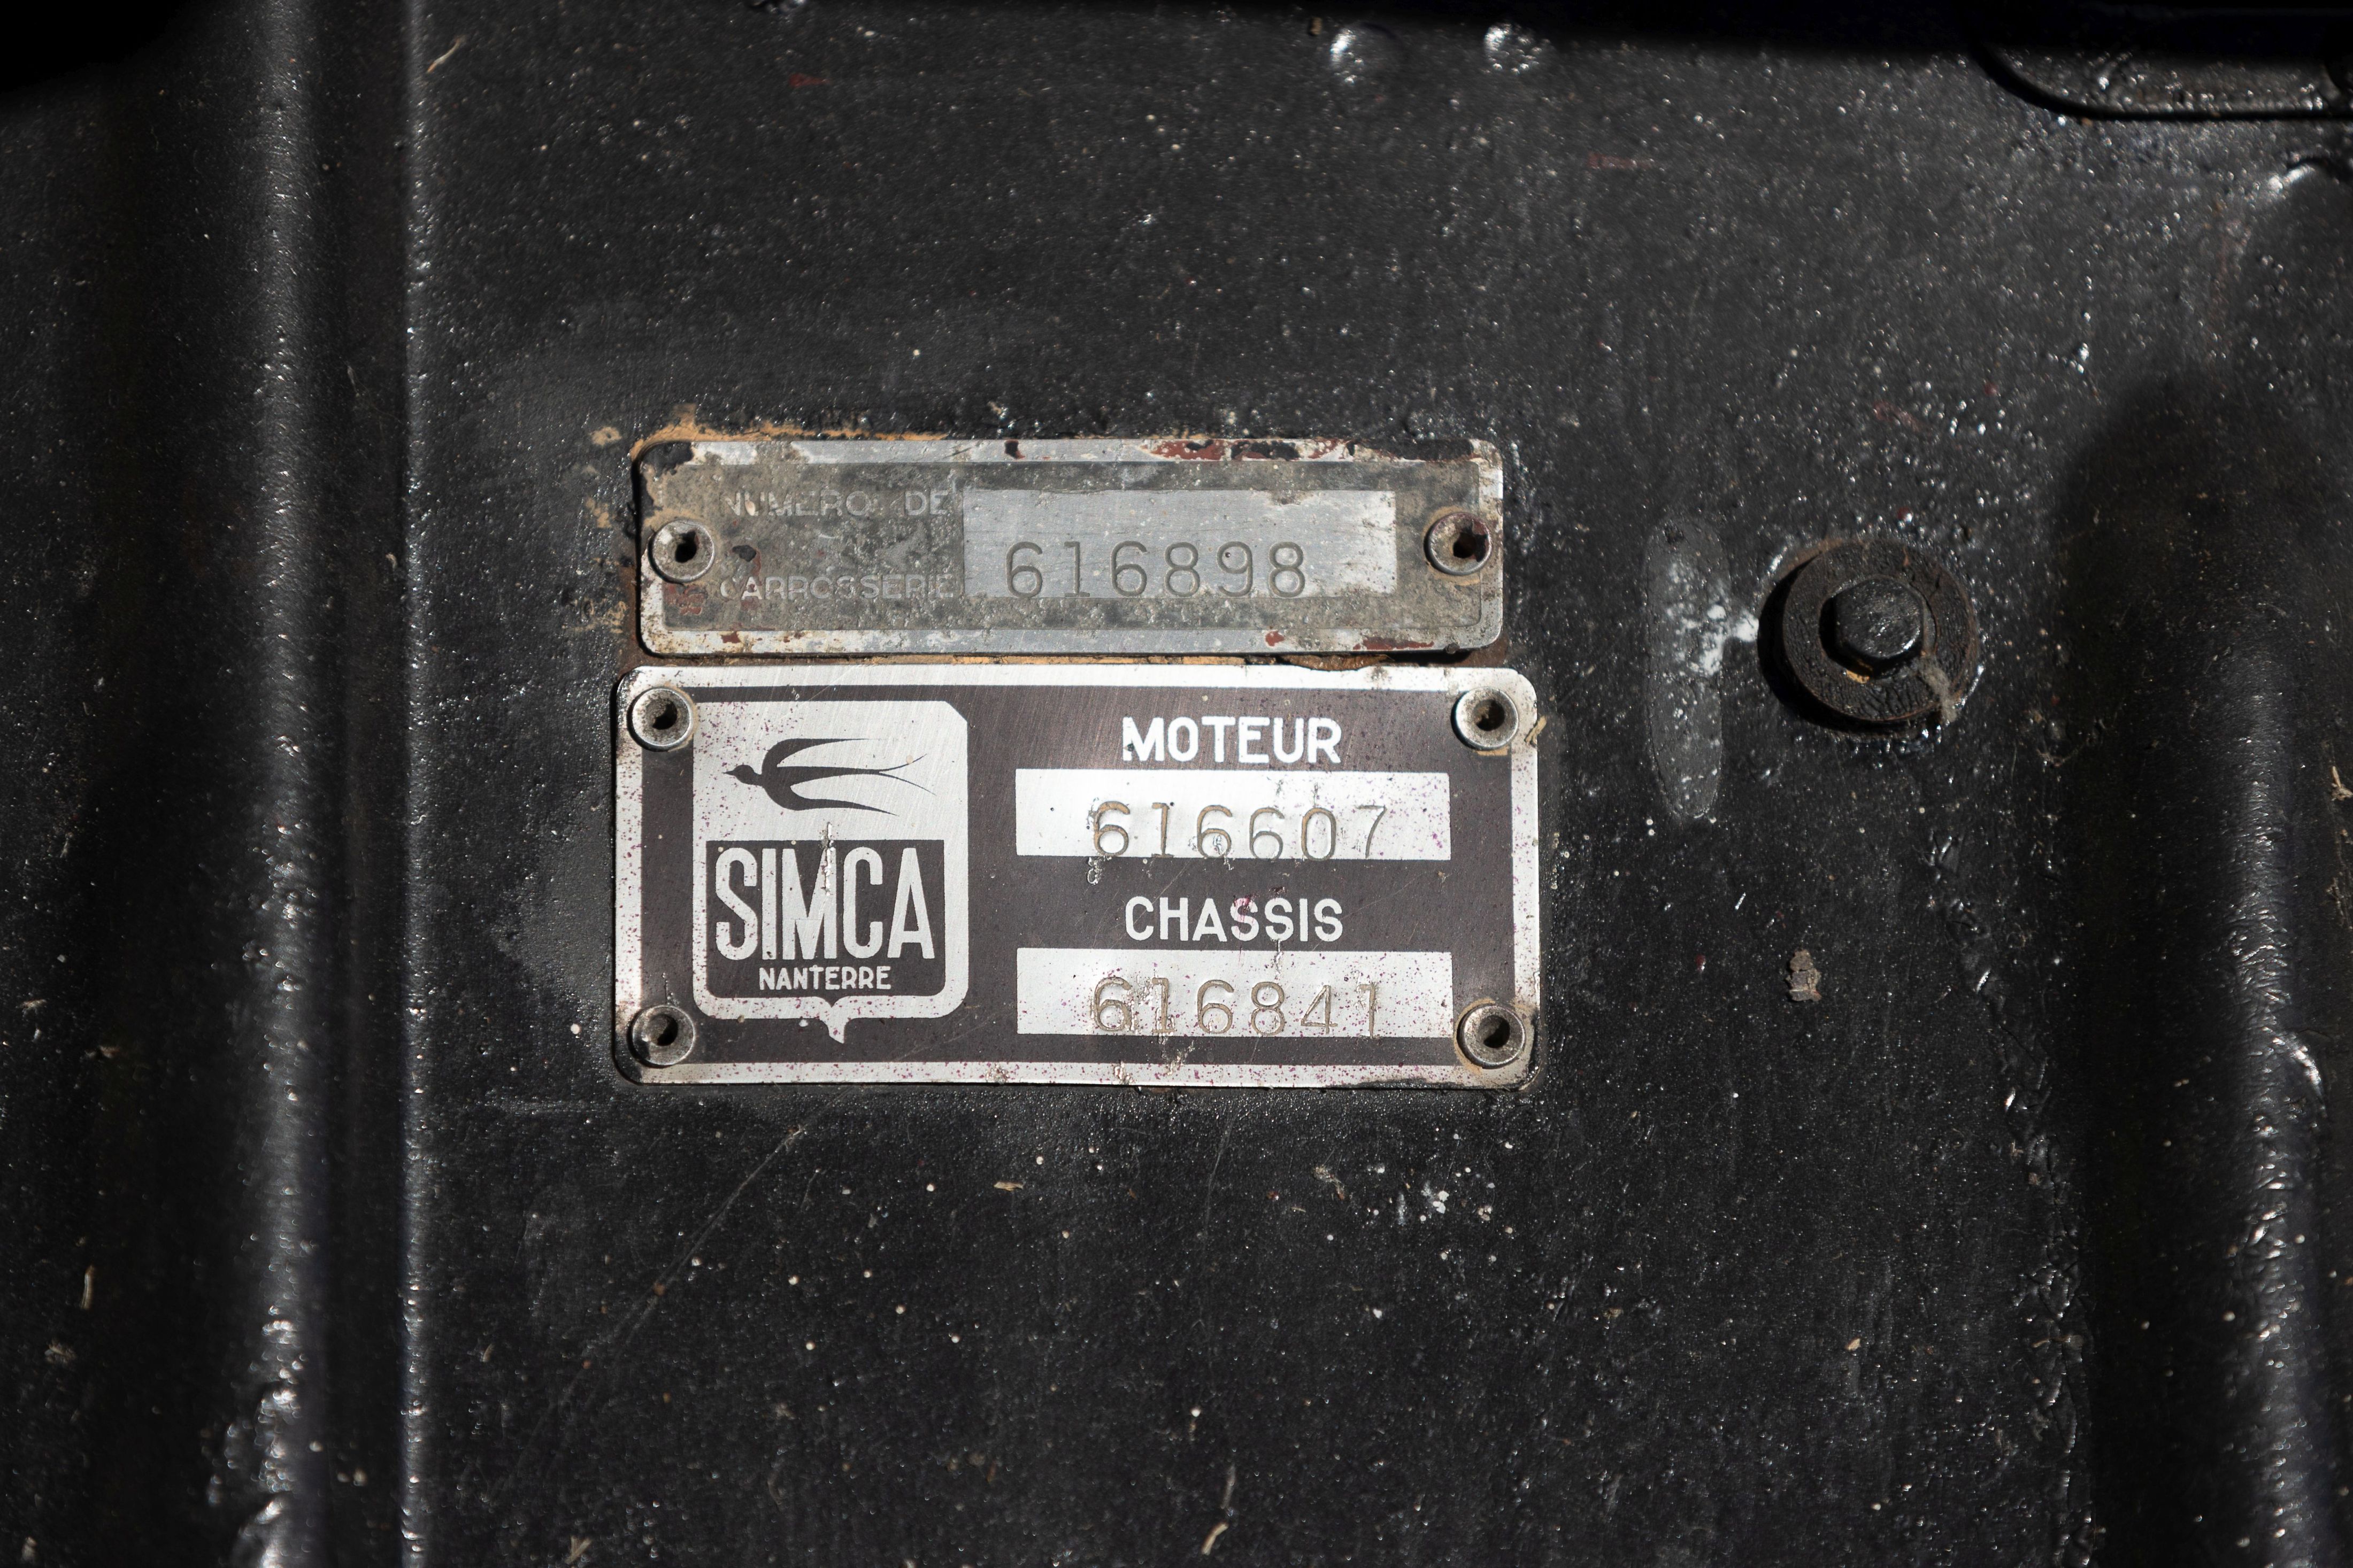 NUMERO DE
616898
CARROSSERIE
MOTEUR
616607
SIMCA
NANTERRE
CHASSIS
616841